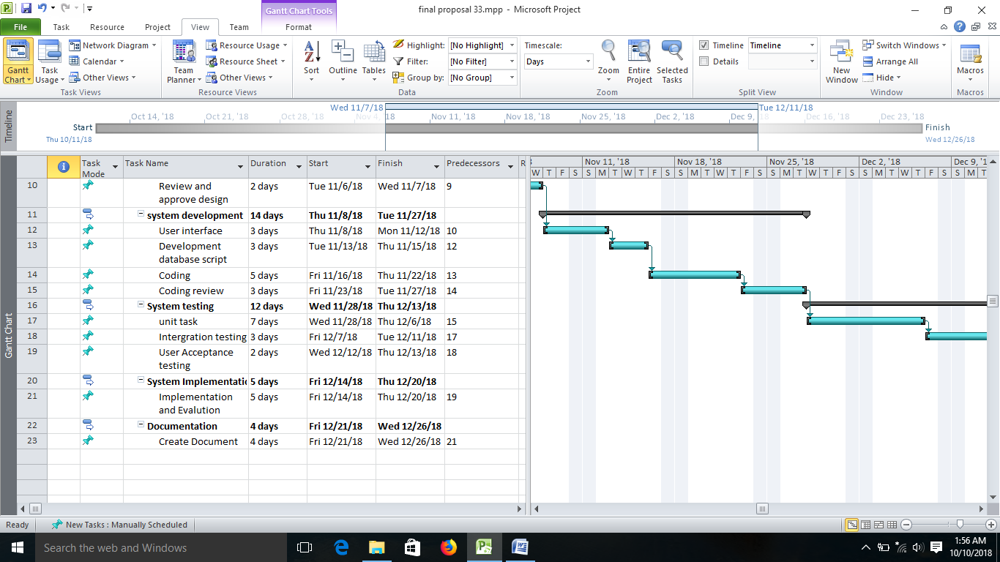 final proposal 33.mpp - Microsoft Project
Gantt Chart Tools
File Task Resource Project View Team Format
Gantt Chart
Task Usage
Network Diagram
Calendar
Other Views
Task Views
Team Planner
Resource Usage
Resource Sheet
Other Views
Resource Views
Sort
Outline
Tables
Highlight: [No Highlight]
Filter: [No Filter]
Group by: [No Group]
Data
Timescale:
Days
Zoom
Entire Project
Selected Tasks
Zoom
Timeline Timeline
Details
Split View
New Window
Switch Windows
Arrange All
Hide
Window
Macros
Macros
Timeline
Wed 11/7/18 Tue 12/11/18
Oct 14, '18 Oct 21, '18 Oct 28, '18 Nov 4, '18 Nov 11, '18 Nov 18, '18 Nov 25, '18 Dec 2, '18 Dec 9, '18 Dec 16, '18 Dec 23, '18
Start Finish
Thu 10/11/18 Wed 12/26/18
Gantt Chart
Task Mode Task Name Duration Start Finish Predecessors R
10 Review and approve design 2 days Tue 11/6/18 Wed 11/7/18 9
11 system development 14 days Thu 11/8/18 Tue 11/27/18
12 User interface 3 days Thu 11/8/18 Mon 11/12/18 10
13 Development database script 3 days Tue 11/13/18 Thu 11/15/18 12
14 Coding 5 days Fri 11/16/18 Thu 11/22/18 13
15 Coding review 3 days Fri 11/23/18 Tue 11/27/18 14
16 System testing 12 days Wed 11/28/18 Thu 12/13/18
17 unit task 7 days Wed 11/28/18 Thu 12/6/18 15
18 Intergration testing 3 days Fri 12/7/18 Tue 12/11/18 17
19 User Acceptance testing 2 days Wed 12/12/18 Thu 12/13/18 18
20 System Implementatic 5 days Fri 12/14/18 Thu 12/20/18
21 Implementation and Evalution 5 days Fri 12/14/18 Thu 12/20/18 19
22 Documentation 4 days Fri 12/21/18 Wed 12/26/18
23 Create Document 4 days Fri 12/21/18 Wed 12/26/18 21
8 Nov 11, '18 Nov 18, '18 Nov 25, '18 Dec 2, '18 Dec 9, '1
W T F S S M T W T F S S M T W T F S S M T W T F S S M T W T F S S M T
Ready New Tasks : Manually Scheduled
Search the web and Windows
1:56 AM
10/10/2018